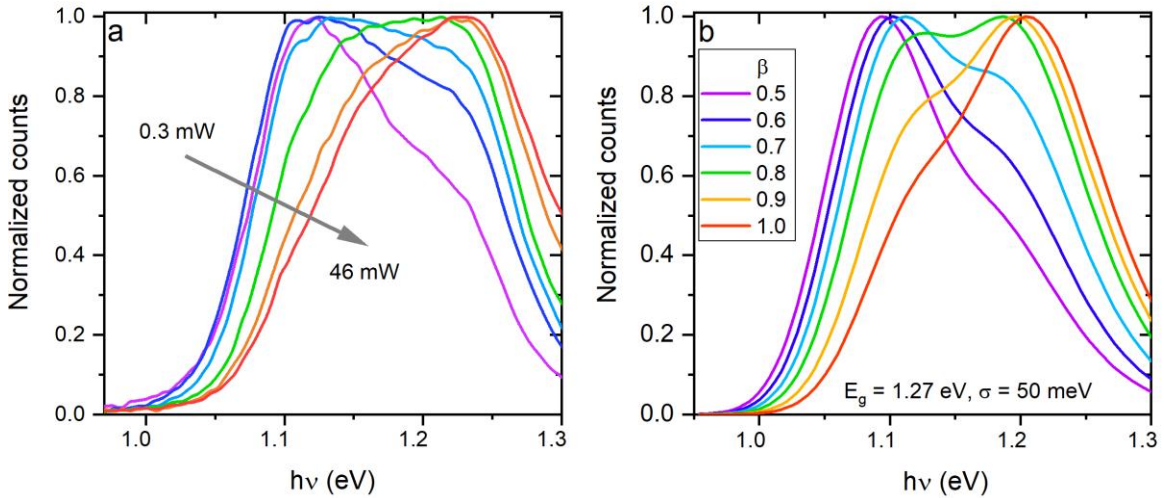 a
Normalized counts
1.0
0.8
0.6
0.4
0.2
0.0
0.3 mW
46 mW
1.0
1.1
1.2
1.3
hν (eV)
b
Normalized counts
1.0
0.8
0.6
0.4
0.2
0.0
β
0.5
0.6
0.7
0.8
0.9
1.0
E_g = 1.27 eV, σ = 50 meV
1.0
1.1
1.2
1.3
hν (eV)